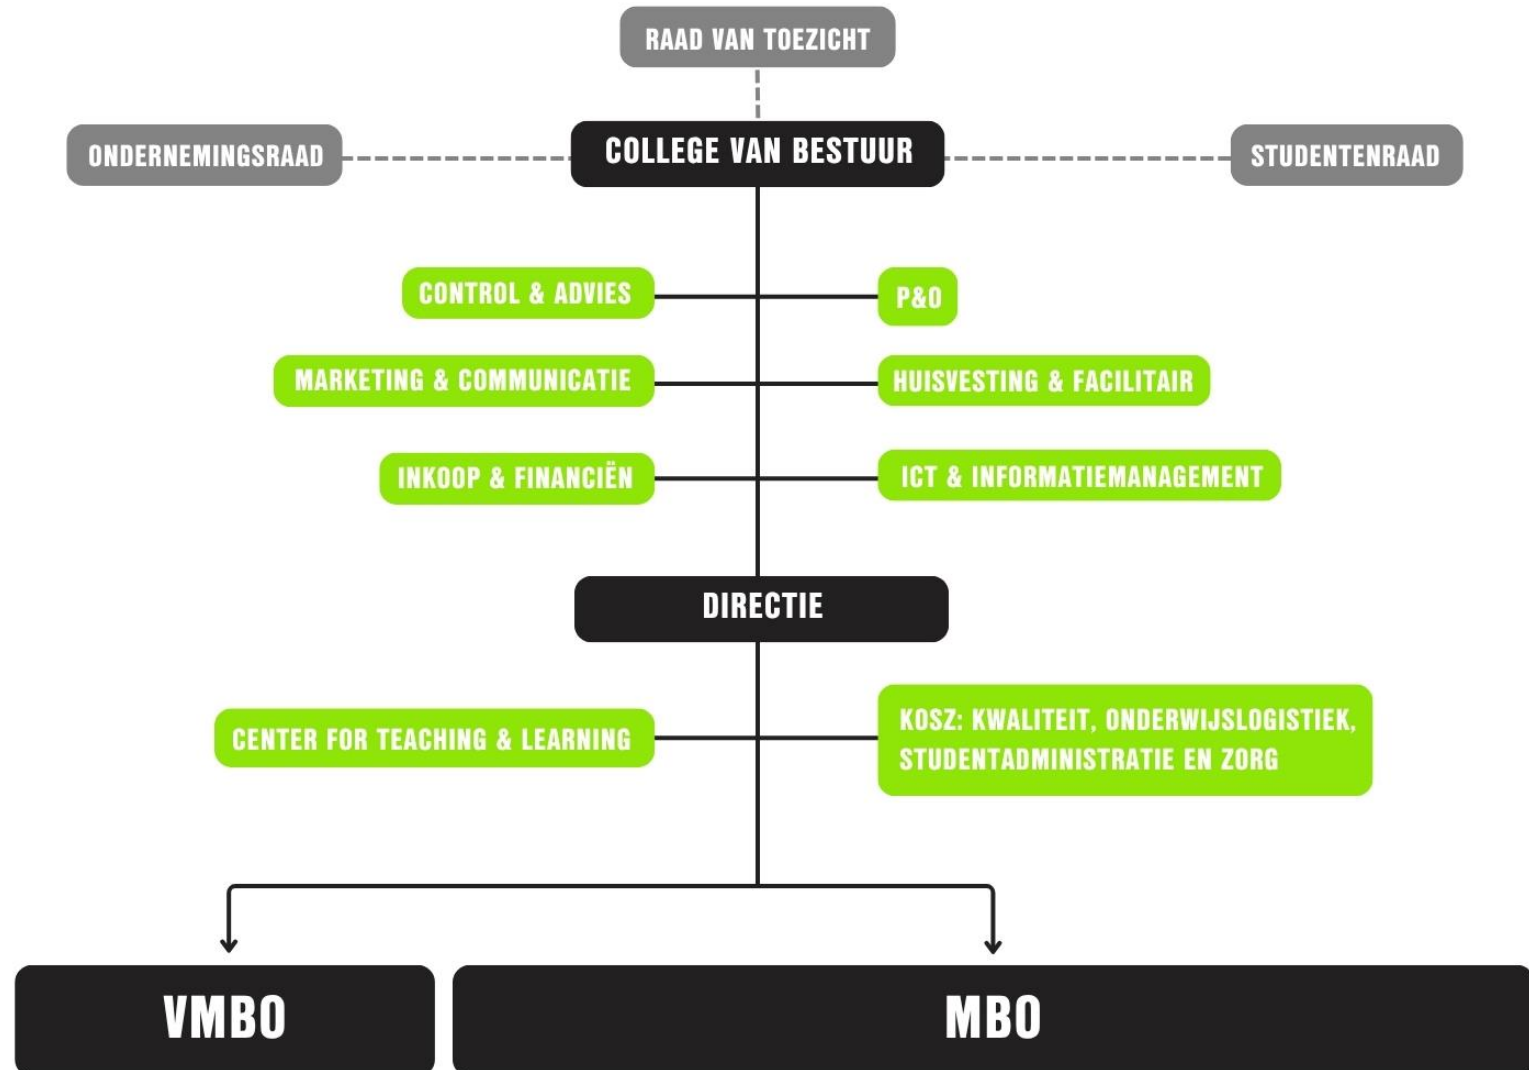 RAAD VAN TOEZICHT
ONDERNEMINGSRAAD
COLLEGE VAN BESTUUR
STUDENTENRAAD
CONTROL & ADVIES
P&O
MARKETING & COMMUNICATIE
HUISVESTING & FACILITAIR
INKOOP & FINANCIËN
ICT & INFORMATIEMANAGEMENT
DIRECTIE
CENTER FOR TEACHING & LEARNING
KOSZ: KWALITEIT, ONDERWIJSLOGISTIEK,
STUDENTADMINISTRATIE EN ZORG
VMBO
MBO